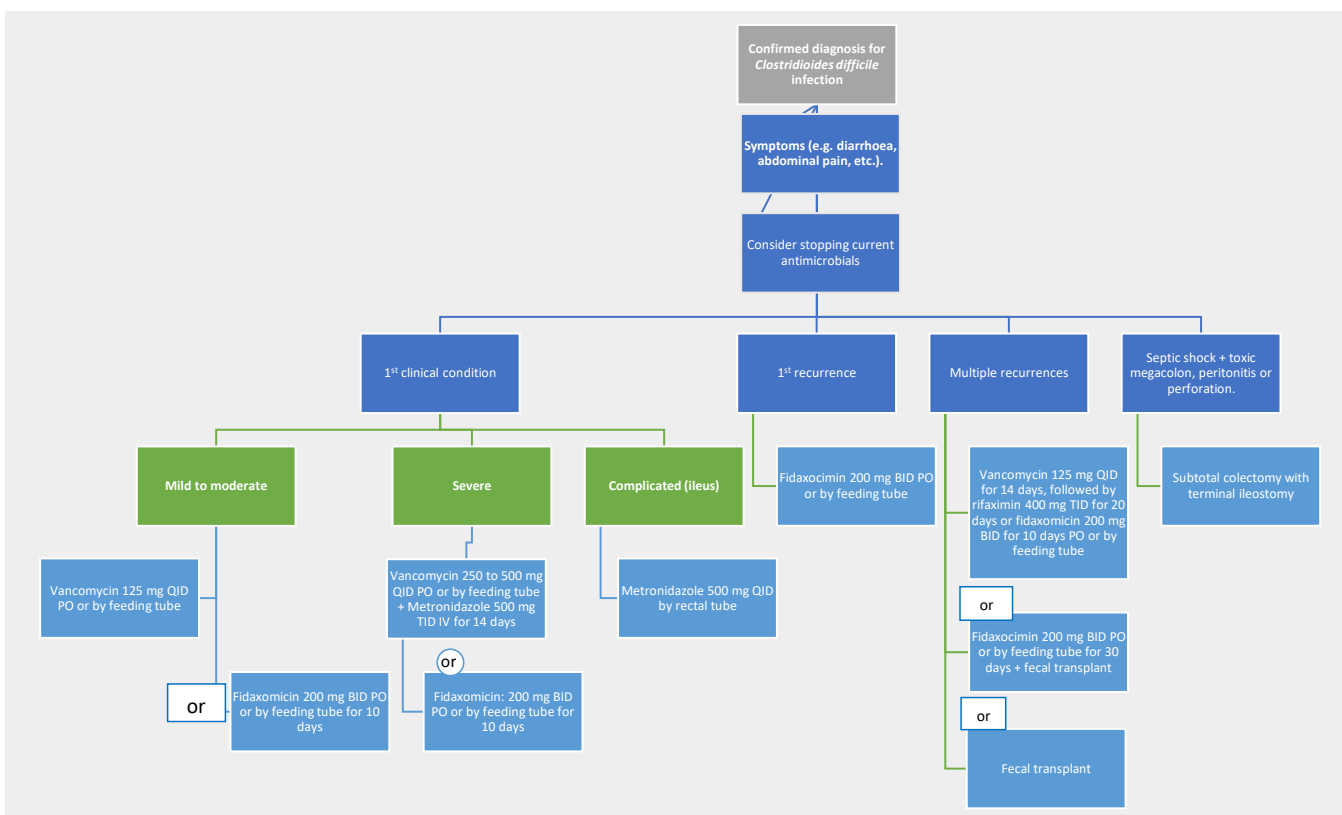 Confirmed diagnosis for
Clostridioides difficile
infection
Symptoms (e.g. diarrhoea,
abdominal pain, etc.).
Consider stopping current
antimicrobials
1st clinical condition
1st recurrence
Multiple recurrences
Septic shock + toxic
megacolon, peritonitis or
perforation.
Mild to moderate
Severe
Complicated (ileus)
Fidaxocimin 200 mg BID PO
or by feeding tube
Vancomycin 125 mg QID
for 14 days, followed by
rifaximin 400 mg TID for 20
days or fidaxomicin 200 mg
BID for 10 days PO or by
feeding tube
Subtotal colectomy with
terminal ileostomy
Vancomycin 125 mg QID
PO or by feeding tube
Vancomycin 250 to 500 mg
QID PO or by feeding tube
+ Metronidazole 500 mg
TID IV for 14 days
Metronidazole 500 mg QID
by rectal tube
or
Fidaxocimin 200 mg BID PO
or by feeding tube for 30
days + fecal transplant
or
Fidaxomicin 200 mg BID PO
or by feeding tube for 10
days
or
Fidaxomicin: 200 mg BID
PO or by feeding tube for
10 days
or
Fecal transplant